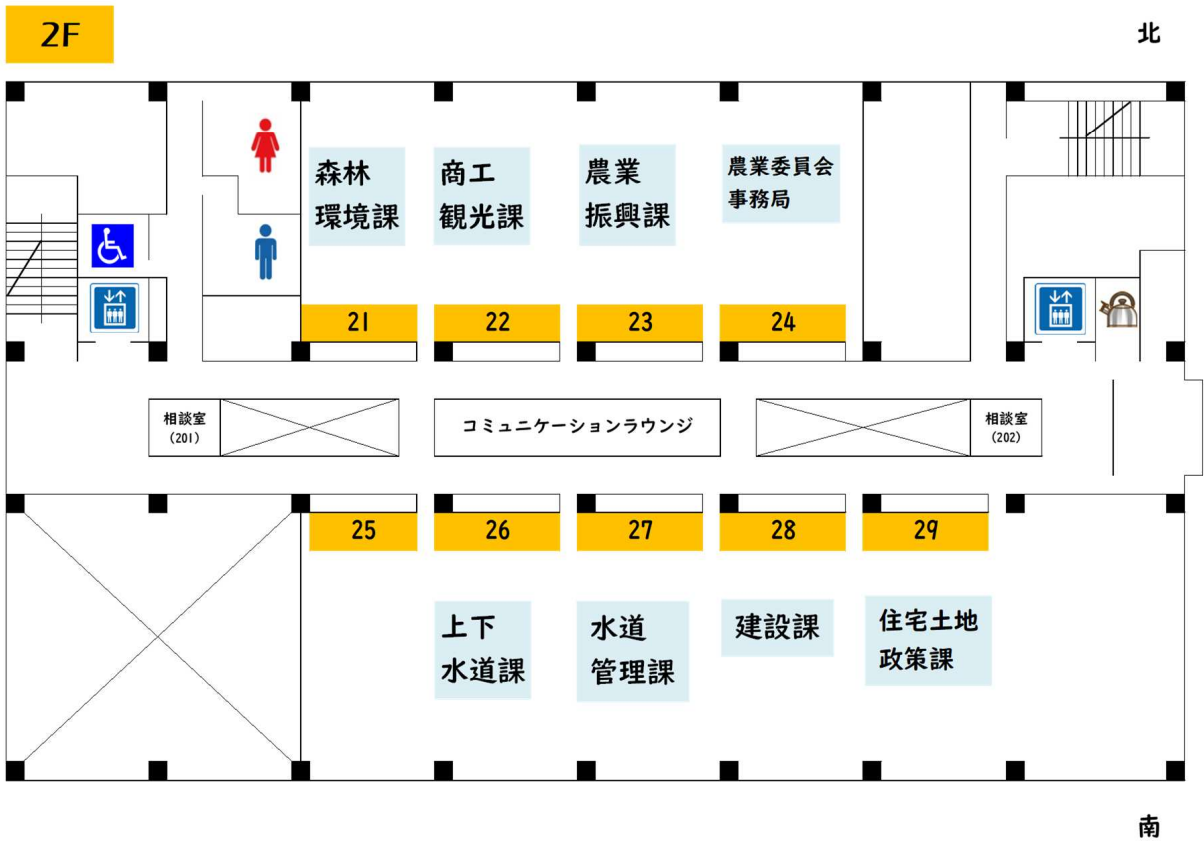 2F
北
森林
環境課
商工
観光課
農業
振興課
農業委員会
事務局
21
22
23
24
相談室
(201)
コミュニケーションラウンジ
相談室
(202)
25
26
27
28
29
上下
水道課
水道
管理課
建設課
住宅土地
政策課
南